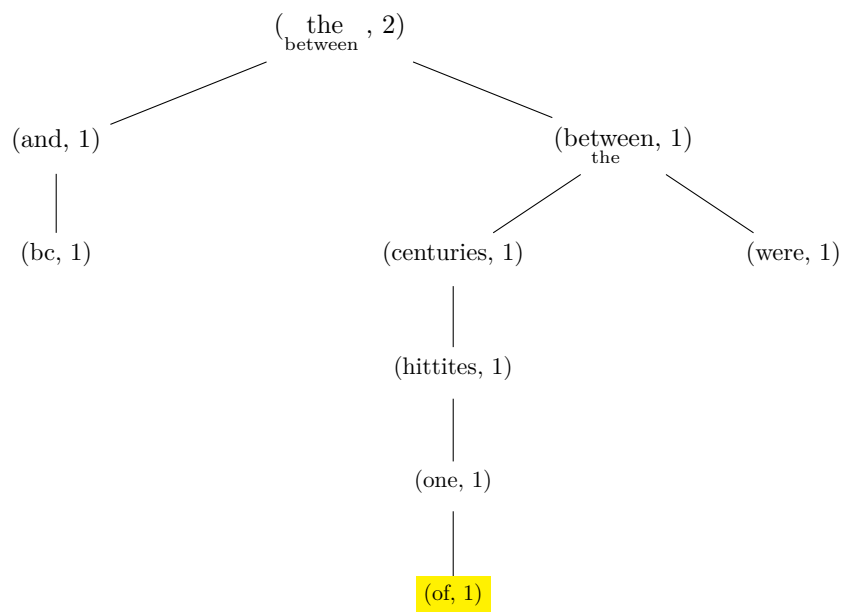 ( the , 2)
between
(and, 1) (between, 1)
the
(bc, 1) (centuries, 1) (were, 1)
(hittites, 1)
(one, 1)
(of, 1)